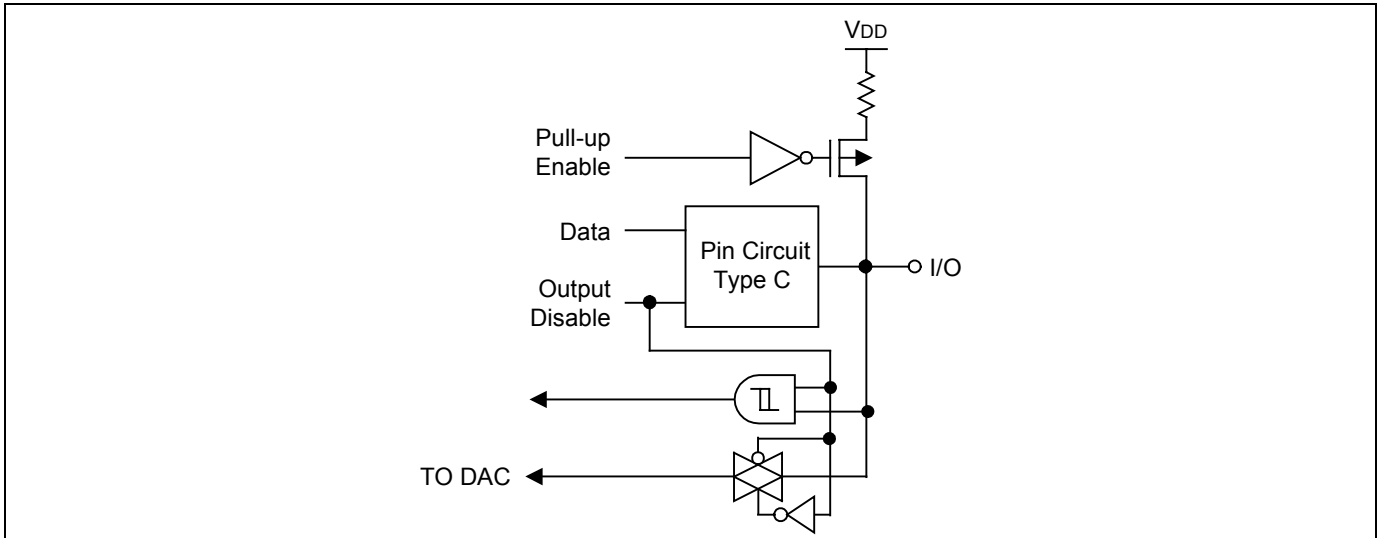 VDD
Pull-up
Enable
Data
Pin Circuit
Type C
I/O
Output
Disable
TO DAC